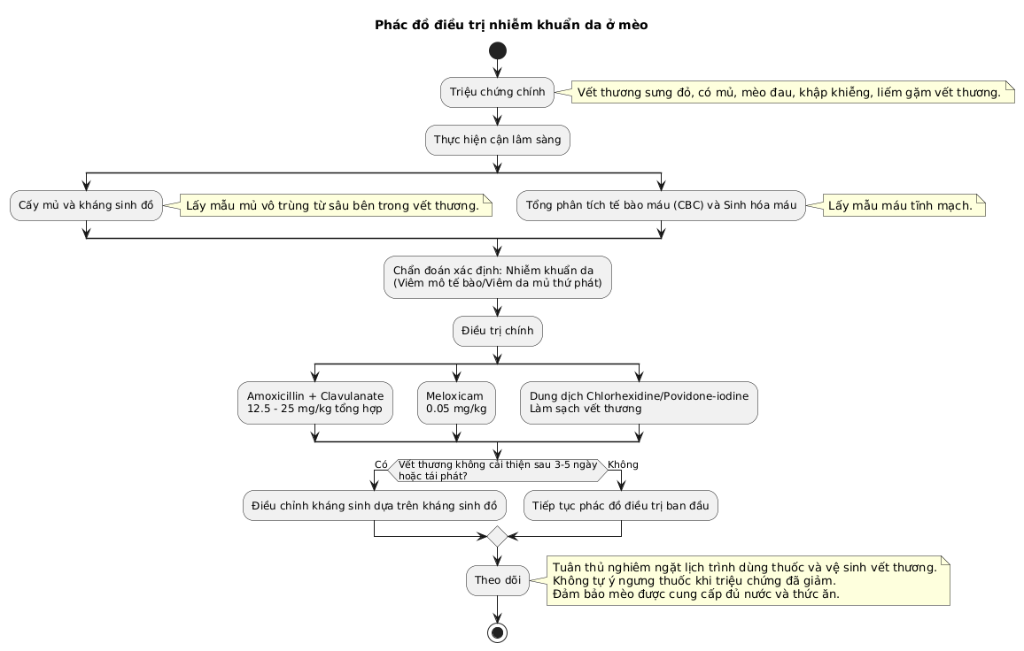 Phác đồ điều trị nhiễm khuẩn da ở mèo
Triệu chứng chính
Vết thương sưng đỏ, có mủ, mèo đau, khập khiễng, liếm gặm vết thương.
Thực hiện cận lâm sàng
Cấy mủ và kháng sinh đồ
Lấy mẫu mủ vô trùng từ sâu bên trong vết thương.
Tổng phân tích tế bào máu (CBC) và Sinh hóa máu
Lấy mẫu máu tĩnh mạch.
Chẩn đoán xác định: Nhiễm khuẩn da
(Viêm mô tế bào/Viêm da mủ thứ phát)
Điều trị chính
Amoxicillin + Clavulanate
12.5 - 25 mg/kg tổng hợp
Meloxicam
0.05 mg/kg
Dung dịch Chlorhexidine/Povidone-iodine
Làm sạch vết thương
Có
Vết thương không cải thiện sau 3-5 ngày
hoặc tái phát?
Không
Điều chỉnh kháng sinh dựa trên kháng sinh đồ
Tiếp tục phác đồ điều trị ban đầu
Theo dõi
Tuân thủ nghiêm ngặt lịch trình dùng thuốc và vệ sinh vết thương.
Không tự ý ngưng thuốc khi triệu chứng đã giảm.
Đảm bảo mèo được cung cấp đủ nước và thức ăn.